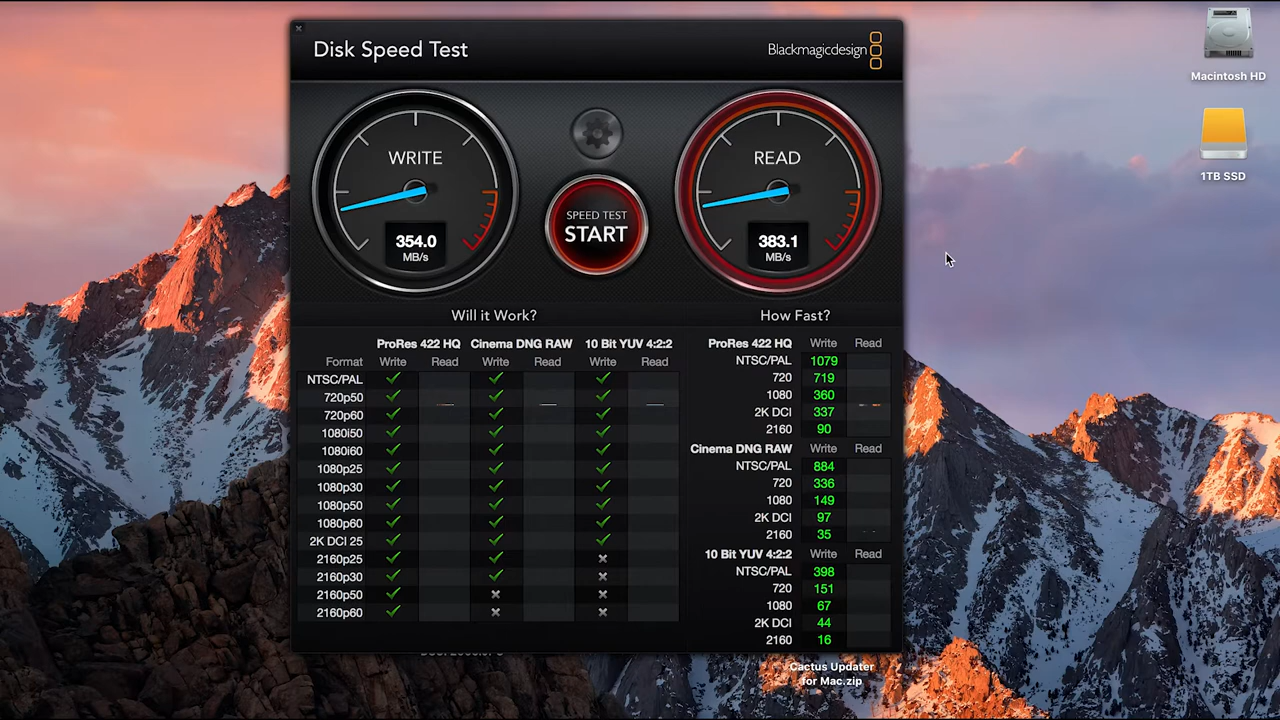 Disk Speed Test
Blackmagicdesign
Macintosh HD
1TB SSD
WRITE
354.0
MB/s
SPEED TEST
START
READ
383.1
MB/s
Will it Work?
ProRes 422 HQ Cinema DNG RAW 10 Bit YUV 4:2:2
Format Write Read Write Read Write Read
NTSC/PAL
720p50
720p60
1080i50
1080i60
1080p25
1080p30
1080p50
1080p60
2K DCI 25
2160p25
2160p30
2160p50
2160p60
How Fast?
ProRes 422 HQ Write Read
NTSC/PAL 1079
720 719
1080 360
2K DCI 337
2160 90
Cinema DNG RAW Write Read
NTSC/PAL 884
720 336
1080 149
2K DCI 97
2160 35
10 Bit YUV 4:2:2 Write Read
NTSC/PAL 398
720 151
1080 67
2K DCI 44
2160 16
Cactus Updater
for Mac.zip